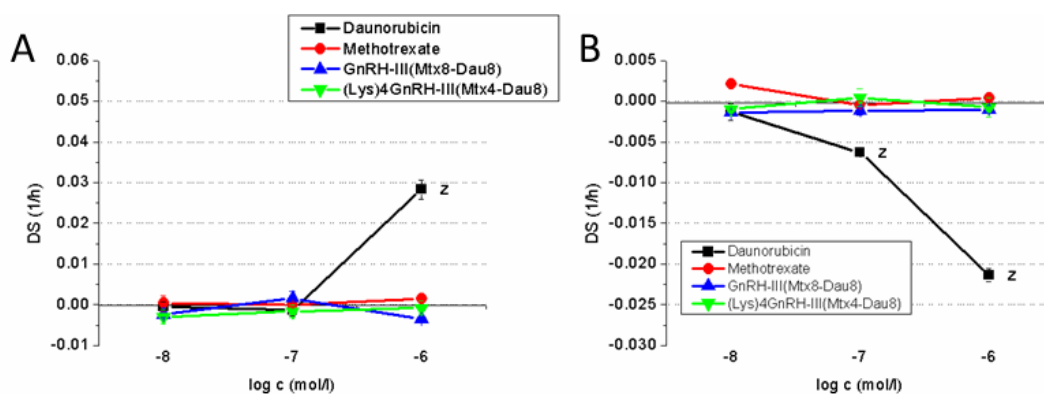 A
Daunorubicin
Methotrexate
GnRH-III(Mtx8-Dau8)
(Lys)4GnRH-III(Mtx4-Dau8)
0.06
0.05
0.04
0.03
0.02
0.01
0.00
-0.01
DS (1/h)
z
-8
-7
-6
log c (mol/l)
B
0.005
0.000
-0.005
-0.010
-0.015
-0.020
-0.025
-0.030
DS (1/h)
z
z
Daunorubicin
Methotrexate
GnRH-III(Mtx8-Dau8)
(Lys)4GnRH-III(Mtx4-Dau8)
-8
-7
-6
log c (mol/l)